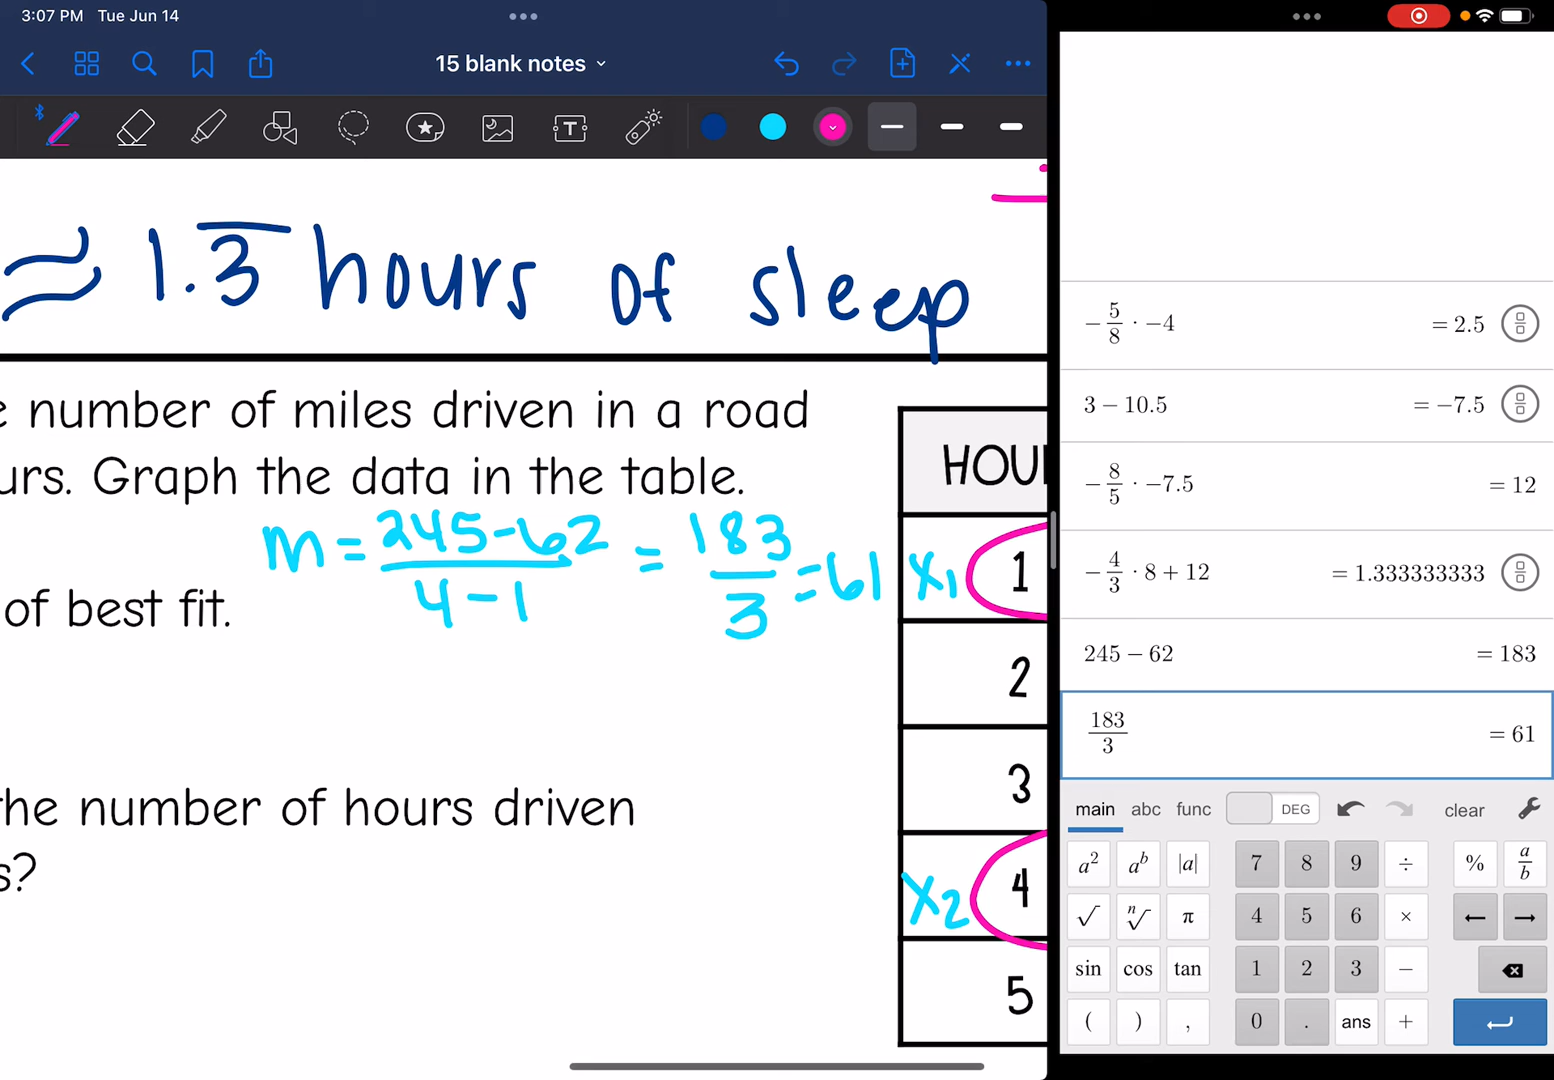 3:07 PM Tue Jun 14
15 blank notes
≈ 1.3̅ hours of sleep
number of miles driven in a road
urs. Graph the data in the table.
m = 245-62 / 4-1 = 183/3 = 61
of best fit.
the number of hours driven
s?
HOU
x₁ 1
2
3
x₂ 4
5
-5/8 · -4 = 2.5
3 - 10.5 = -7.5
-8/5 · -7.5 = 12
-4/3 · 8 + 12 = 1.333333333
245 - 62 = 183
183/3 = 61
main abc func DEG clear
a² aᵇ |a| 7 8 9 ÷ % a/b
√ ⁿ√ π 4 5 6 × ← →
sin cos tan 1 2 3 −
( ) , 0 . ans +